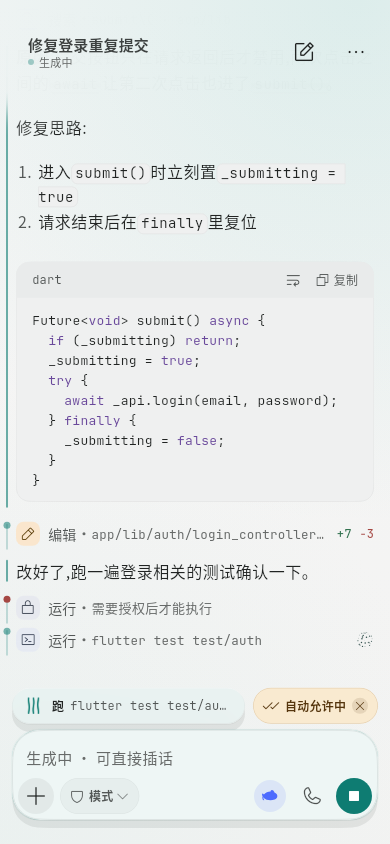 修复登录重复提交
生成中
修复思路:
1. 进入 submit() 时立刻置 _submitting =
true
2. 请求结束后在 finally 里复位
dart
复制
Future<void> submit() async {
if (_submitting) return;
_submitting = true;
try {
await _api.login(email, password);
} finally {
_submitting = false;
}
}
编辑 · app/lib/auth/login_controller… +7 -3
改好了,跑一遍登录相关的测试确认一下。
运行 · 需要授权后才能执行
运行 · flutter test test/auth
跑 flutter test test/au…
自动允许中
生成中 · 可直接插话
模式